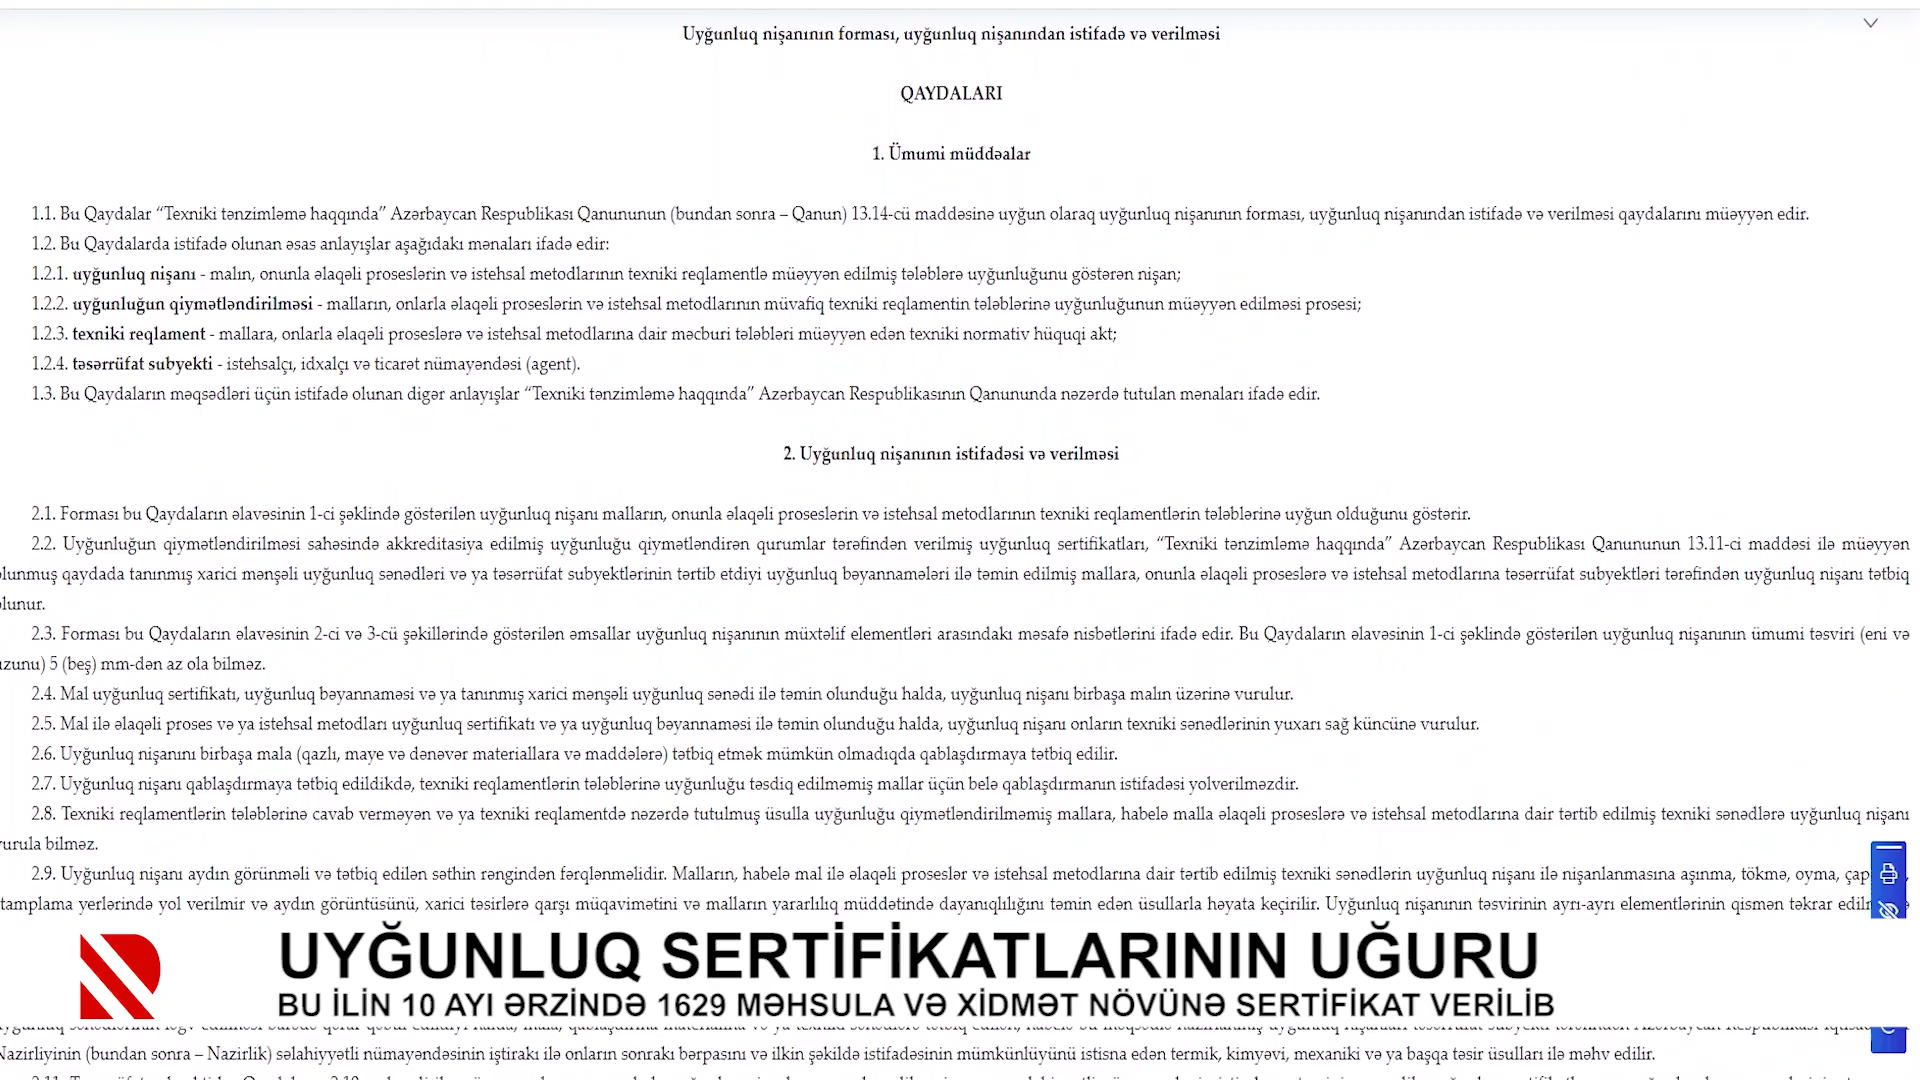 Uyğunluq nişanının forması, uyğunluq nişanından istifadə və verilməsi
QAYDALARI
1. Ümumi müddəalar
1.1. Bu Qaydalar “Texniki tənzimləmə haqqında” Azərbaycan Respublikası Qanununun (bundan sonra – Qanun) 13.14-cü maddəsinə uyğun olaraq uyğunluq nişanının forması, uyğunluq nişanından istifadə və verilməsi qaydalarını müəyyən edir.
1.2. Bu Qaydalarda istifadə olunan əsas anlayışlar aşağıdakı mənaları ifadə edir:
1.2.1. uyğunluq nişanı - malın, onunla əlaqəli proseslərin və istehsal metodlarının texniki reqlamentlə müəyyən edilmiş tələblərə uyğunluğunu göstərən nişan;
1.2.2. uyğunluğun qiymətləndirilməsi - malların, onlarla əlaqəli proseslərin və istehsal metodlarının müvafiq texniki reqlamentin tələblərinə uyğunluğunun müəyyən edilməsi prosesi;
1.2.3. texniki reqlament - mallara, onlarla əlaqəli proseslərə və istehsal metodlarına dair məcburi tələbləri müəyyən edən texniki normativ hüquqi akt;
1.2.4. təsərrüfat subyekti - istehsalçı, idxalçı və ticarət nümayəndəsi (agent).
1.3. Bu Qaydaların məqsədləri üçün istifadə olunan digər anlayışlar “Texniki tənzimləmə haqqında” Azərbaycan Respublikasının Qanununda nəzərdə tutulan mənaları ifadə edir.
2. Uyğunluq nişanının istifadəsi və verilməsi
2.1. Forması bu Qaydaların əlavəsinin 1-ci şəklində göstərilən uyğunluq nişanı malların, onunla əlaqəli proseslərin və istehsal metodlarının texniki reqlamentlərin tələblərinə uyğun olduğunu göstərir.
2.2. Uyğunluğun qiymətləndirilməsi sahəsində akkreditasiya edilmiş uyğunluğu qiymətləndirən qurumlar tərəfindən verilmiş uyğunluq sertifikatları, “Texniki tənzimləmə haqqında” Azərbaycan Respublikası Qanununun 13.11-ci maddəsi ilə müəyyən
olunmuş qaydada tanınmış xarici mənşəli uyğunluq sənədləri və ya təsərrüfat subyektlərinin tərtib etdiyi uyğunluq bəyannamələri ilə təmin edilmiş mallara, onunla əlaqəli proseslərə və istehsal metodlarına təsərrüfat subyektləri tərəfindən uyğunluq nişanı tətbiq
olunur.
2.3. Forması bu Qaydaların əlavəsinin 2-ci və 3-cü şəkillərində göstərilən əmsallar uyğunluq nişanının müxtəlif elementləri arasındakı məsafə nisbətlərini ifadə edir. Bu Qaydaların əlavəsinin 1-ci şəklində göstərilən uyğunluq nişanının ümumi təsviri (eni və
uzunu) 5 (beş) mm-dən az ola bilməz.
2.4. Mal uyğunluq sertifikatı, uyğunluq bəyannaməsi və ya tanınmış xarici mənşəli uyğunluq sənədi ilə təmin olunduğu halda, uyğunluq nişanı birbaşa malın üzərinə vurulur.
2.5. Mal ilə əlaqəli proses və ya istehsal metodları uyğunluq sertifikatı və ya uyğunluq bəyannaməsi ilə təmin olunduğu halda, uyğunluq nişanı onların texniki sənədlərinin yuxarı sağ küncünə vurulur.
2.6. Uyğunluq nişanını birbaşa mala (qazlı, maye və dənəvər materiallara və maddələrə) tətbiq etmək mümkün olmadıqda qablaşdırmaya tətbiq edilir.
2.7. Uyğunluq nişanı qablaşdırmaya tətbiq edildikdə, texniki reqlamentlərin tələblərinə uyğunluğu təsdiq edilməmiş mallar üçün belə qablaşdırmanın istifadəsi yolverilməzdir.
2.8. Texniki reqlamentlərin tələblərinə cavab verməyən və ya texniki reqlamentdə nəzərdə tutulmuş üsulla uyğunluğu qiymətləndirilməmiş mallara, habelə malla əlaqəli proseslərə və istehsal metodlarına dair tərtib edilmiş texniki sənədlərə uyğunluq nişanı
vurula bilməz.
2.9. Uyğunluq nişanı aydın görünməli və tətbiq edilən səthin rəngindən fərqlənməlidir. Malların, habelə mal ilə əlaqəli proseslər və istehsal metodlarına dair tərtib edilmiş texniki sənədlərin uyğunluq nişanı ilə nişanlanmasına aşınma, tökmə, oyma,
ştamplama yerlərində yol verilmir və aydın görüntüsünü, xarici təsirlərə qarşı müqavimətini və malların yararlılıq müddətində dayanıqlılığını təmin edən üsullarla həyata keçirilir. Uyğunluq nişanının təsvirinin ayrı-ayrı elementlərinin qismən təkrar
UYĞUNLUQ SERTİFİKATLARININ UĞURU
BU İLİN 10 AYI ƏRZİNDƏ 1629 MƏHSULA VƏ XİDMƏT NÖVÜNƏ SERTİFİKAT VERİLİB
Nazirliyinin (bundan sonra – Nazirlik) səlahiyyətli nümayəndəsinin iştirakı ilə onların sonrakı bərpasını və ilkin şəkildə istifadəsinin mümkünlüyünü istisna edən termik, kimyəvi, mexaniki və ya başqa təsir üsulları ilə məhv edilir.